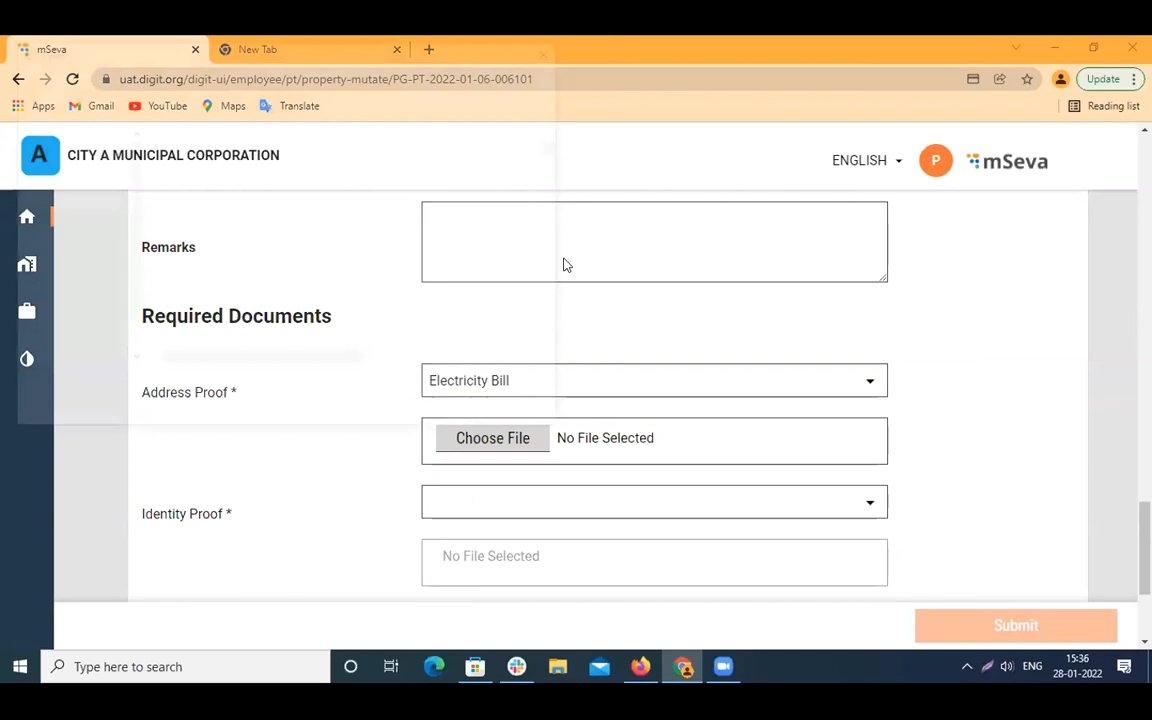 mSeva
New Tab
uat.digit.org/digit-ui/employee/pt/property-mutate/PG-PT-2022-01-06-006101
Update
Apps
Gmail
YouTube
Maps
Translate
Reading list
A
CITY A MUNICIPAL CORPORATION
ENGLISH
P
mSeva
Remarks
Required Documents
Address Proof *
Electricity Bill
Choose File No File Selected
Identity Proof *
No File Selected
Submit
Type here to search
ENG
15:36
28-01-2022